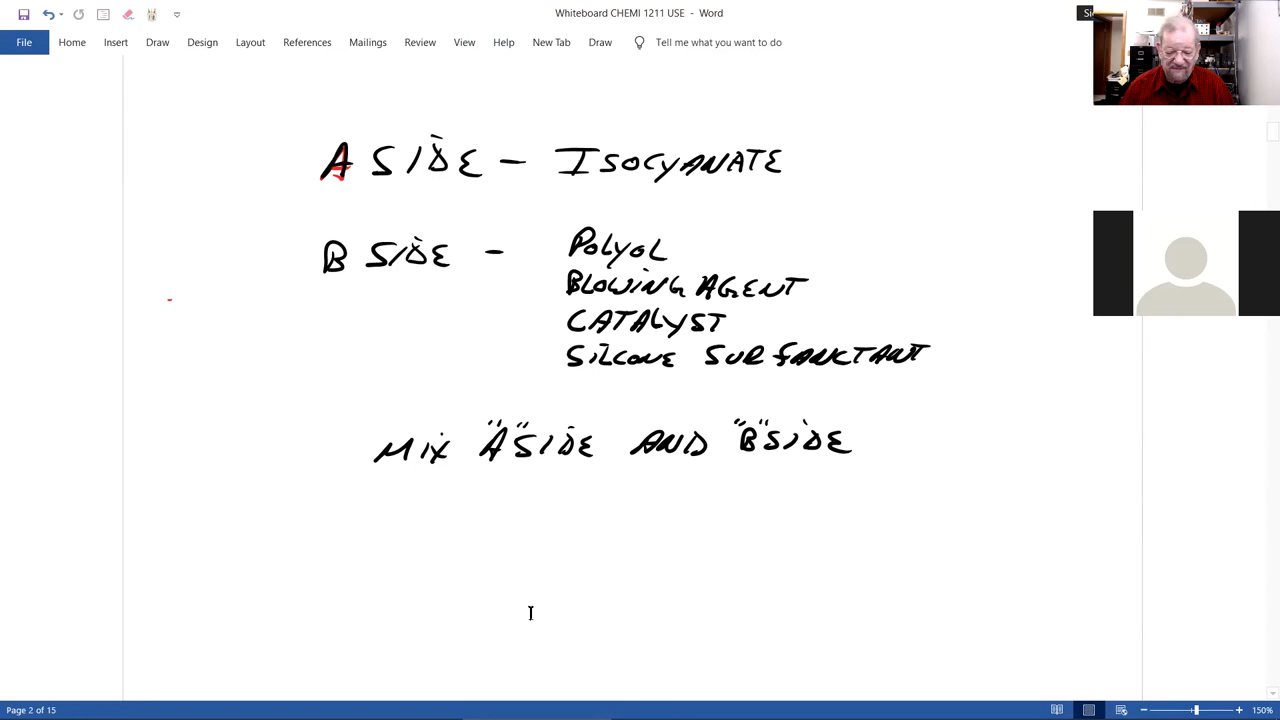 Whiteboard CHEMI 1211 USE - Word
File Home Insert Draw Design Layout References Mailings Review View Help New Tab Draw Tell me what you want to do
A SIDE - ISOCYANATE
B SIDE - POLYOL
BLOWING AGENT
CATALYST
SILCONE SURFANCTANT
MIX "A" SIDE AND "B" SIDE
Page 2 of 15
150%